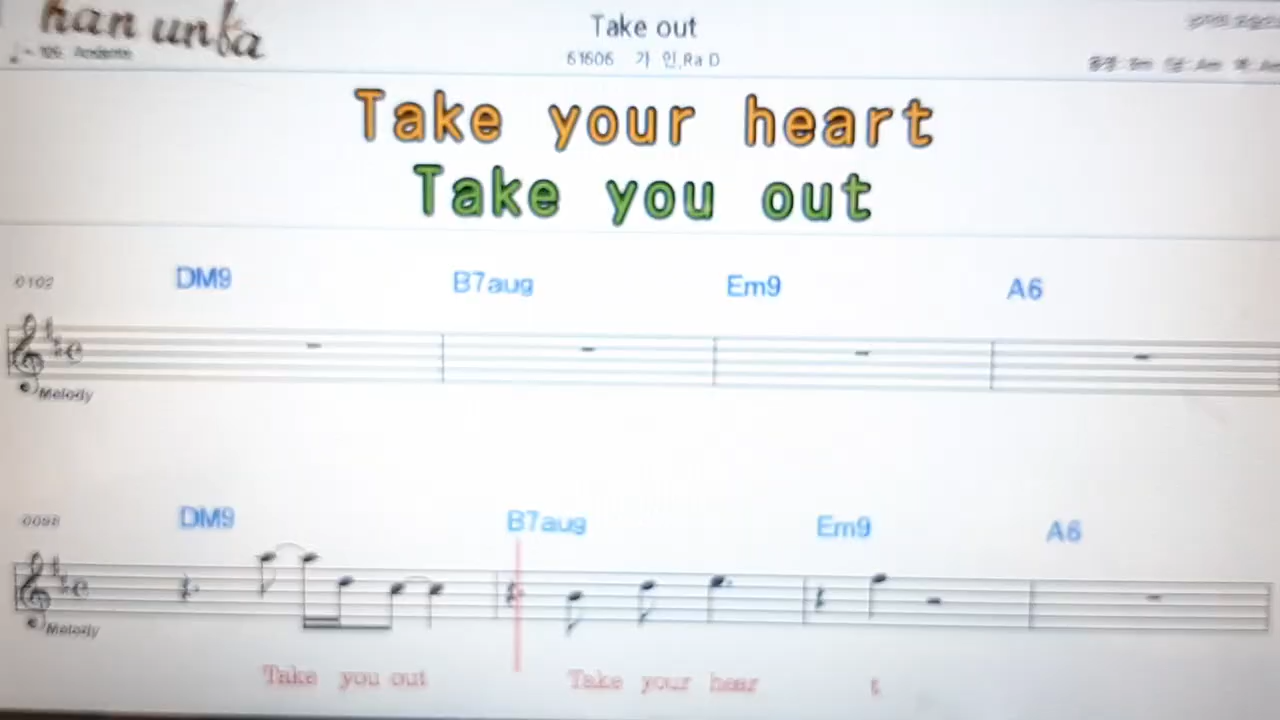 han unba
Take out
61606 가 인,Ra D
Take your heart
Take you out
0102 DM9 B7aug Em9 A6
Melody
0098 DM9 B7aug Em9 A6
Melody
Take you out Take your hear t